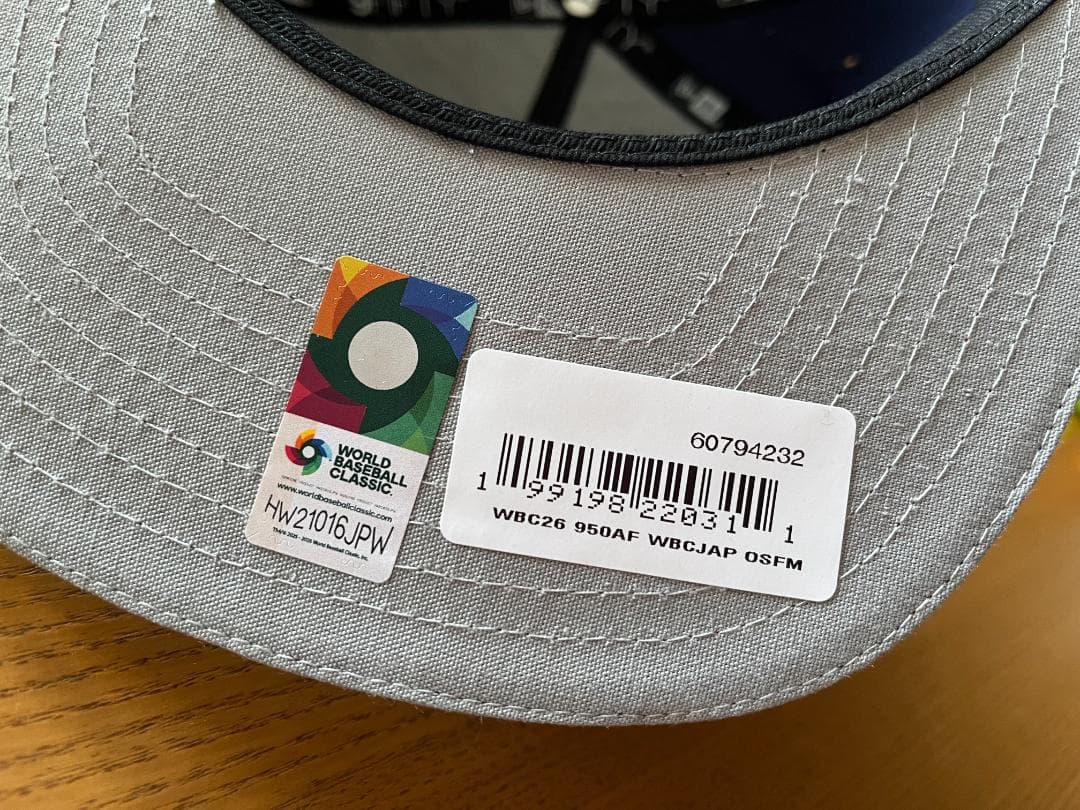 WORLD
BASEBALL
CLASSIC.
www.worldbaseballclassic.com
HW21016JPW
60794232
1 99198 22031 1
WBC26 950AF WBCJAP OSFM